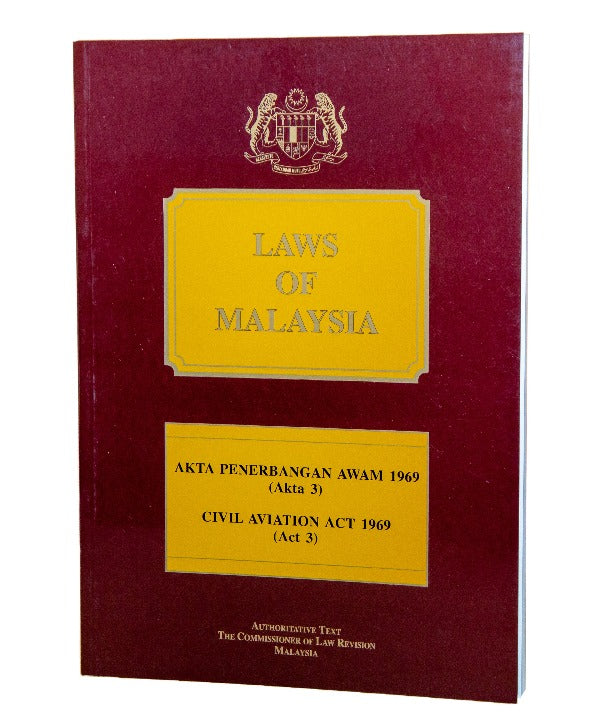 LAWS
OF
MALAYSIA
AKTA PENERBANGAN AWAM 1969
(Akta 3)
CIVIL AVIATION ACT 1969
(Act 3)
AUTHORITATIVE TEXT
THE COMMISSIONER OF LAW REVISION
MALAYSIA